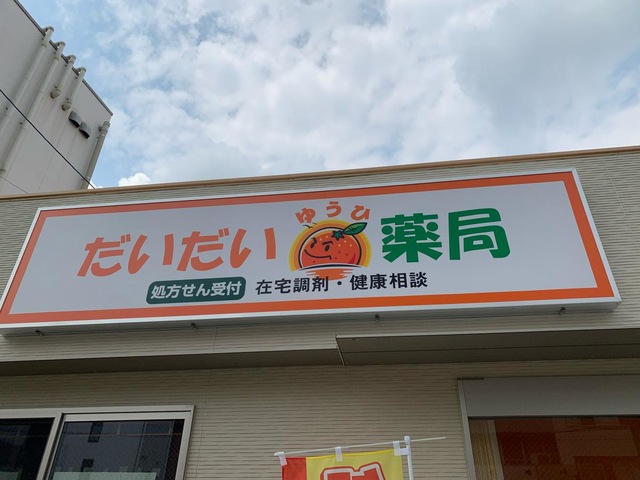 ゆうひ
だいだい薬局
処方せん受付 在宅調剤・健康相談